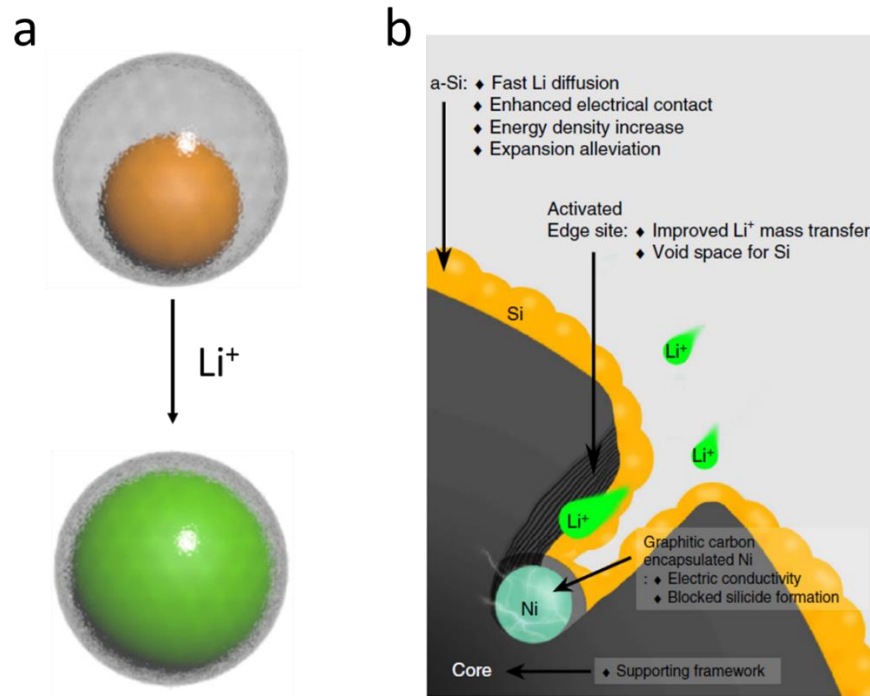 a
Li⁺
b
a-Si: ♦ Fast Li diffusion
♦ Enhanced electrical contact
♦ Energy density increase
♦ Expansion alleviation
Activated
Edge site: ♦ Improved Li⁺ mass transfer
♦ Void space for Si
Si
Li⁺
Li⁺
Li⁺
Graphitic carbon
encapsulated Ni
: ♦ Electric conductivity
♦ Blocked silicide formation
Ni
Core
♦ Supporting framework